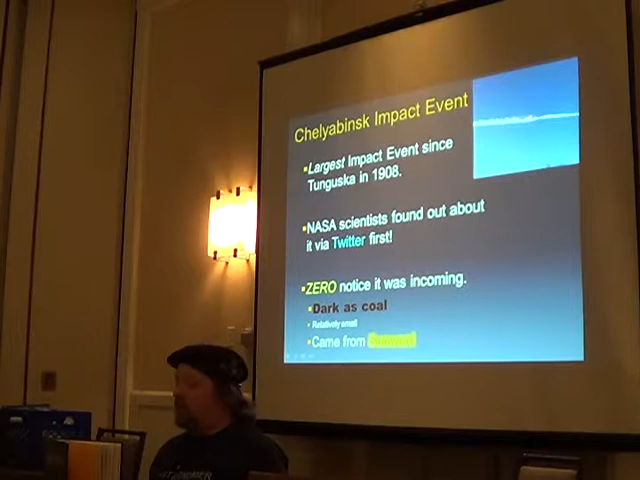 Chelyabinsk Impact Event
Largest Impact Event since
Tunguska in 1908.
NASA scientists found out about
it via Twitter first!
ZERO notice it was incoming.
Dark as coal
Relatively small
Came from Sunward